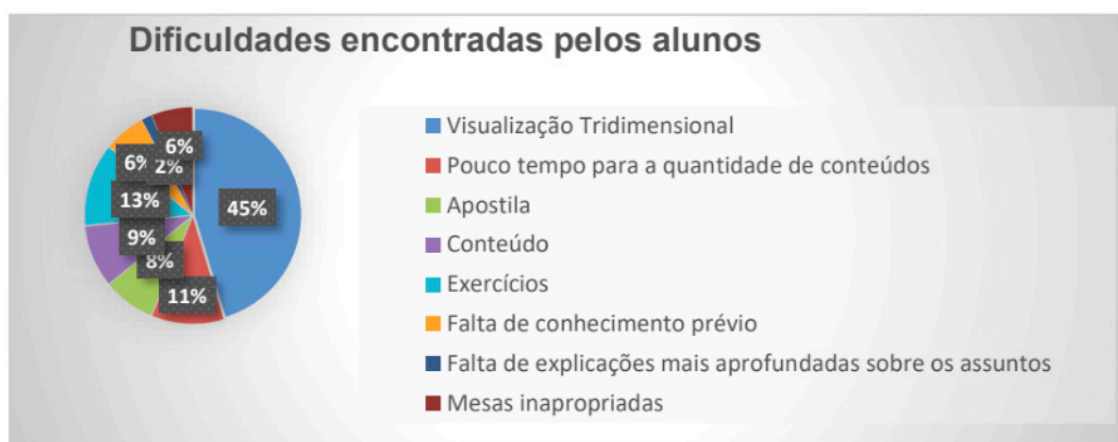 Dificuldades encontradas pelos alunos
6%
6%
2%
13%
45%
9%
8%
11%
Visualização Tridimensional
Pouco tempo para a quantidade de conteúdos
Apostila
Conteúdo
Exercícios
Falta de conhecimento prévio
Falta de explicações mais aprofundadas sobre os assuntos
Mesas inapropriadas